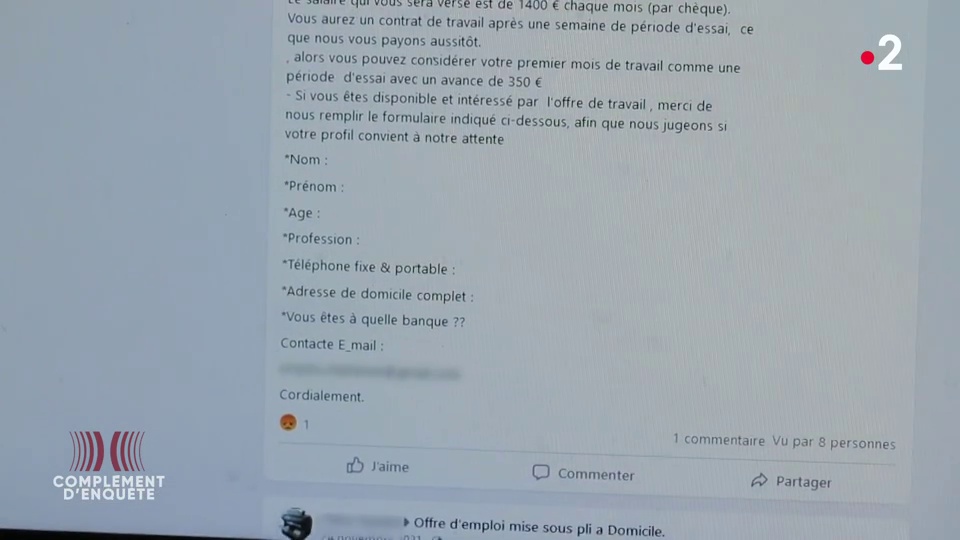 Le salaire qui vous sera versé est de 1400 € chaque mois (par chèque).
Vous aurez un contrat de travail après une semaine de période d'essai, ce
que nous vous payons aussitôt.
, alors vous pouvez considérer votre premier mois de travail comme une
période d'essai avec un avance de 350 €
- Si vous êtes disponible et intéressé par l'offre de travail , merci de
nous remplir le formulaire indiqué ci-dessous, afin que nous jugeons si
votre profil convient à notre attente
*Nom :
*Prénom :
*Age :
*Profession :
*Téléphone fixe & portable :
*Adresse de domicile complet :
*Vous êtes à quelle banque ??
Contacte E_mail :
Cordialement.
1
1 commentaire Vu par 8 personnes
J'aime
Commenter
Partager
Offre d'emploi mise sous pli a Domicile.
2
COMPLÉMENT
D'ENQUÊTE